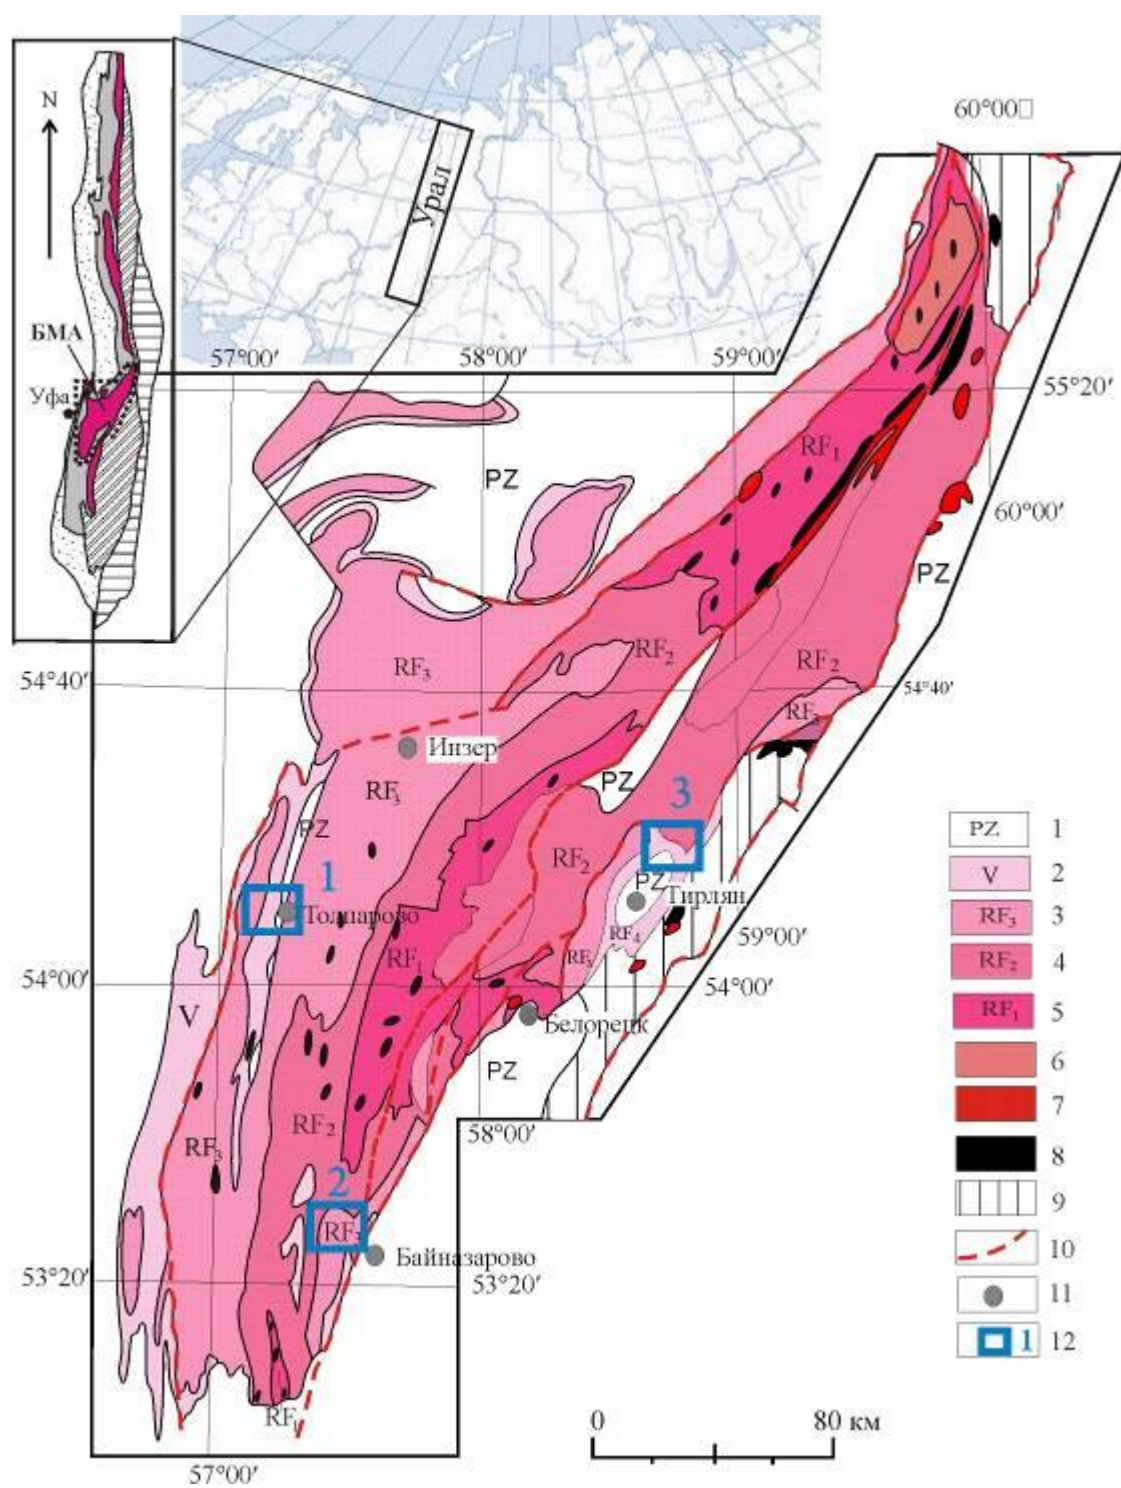 60°00▯
N
Урал
БМА
Уфа
57°00′
58°00′
59°00′
55°20′
PZ
RF₁
60°00′
PZ
RF₂
RF₃
RF₂
54°40′
54°40′
RF₃
Инзер
RF₃
PZ
3
PZ
RF₂
1
PZ
Тирлян
Толпарово
RF₄
59°00′
RF₁
RF₃
54°00′
54°00′
V
Белорецк
PZ
RF₂
58°00′
RF₃
2
RF₃
Байназарово
53°20′
53°20′
RF₁
57°00′
0 80 км
PZ 1
V 2
RF₃ 3
RF₂ 4
RF₁ 5
6
7
8
9
10
11
1 12